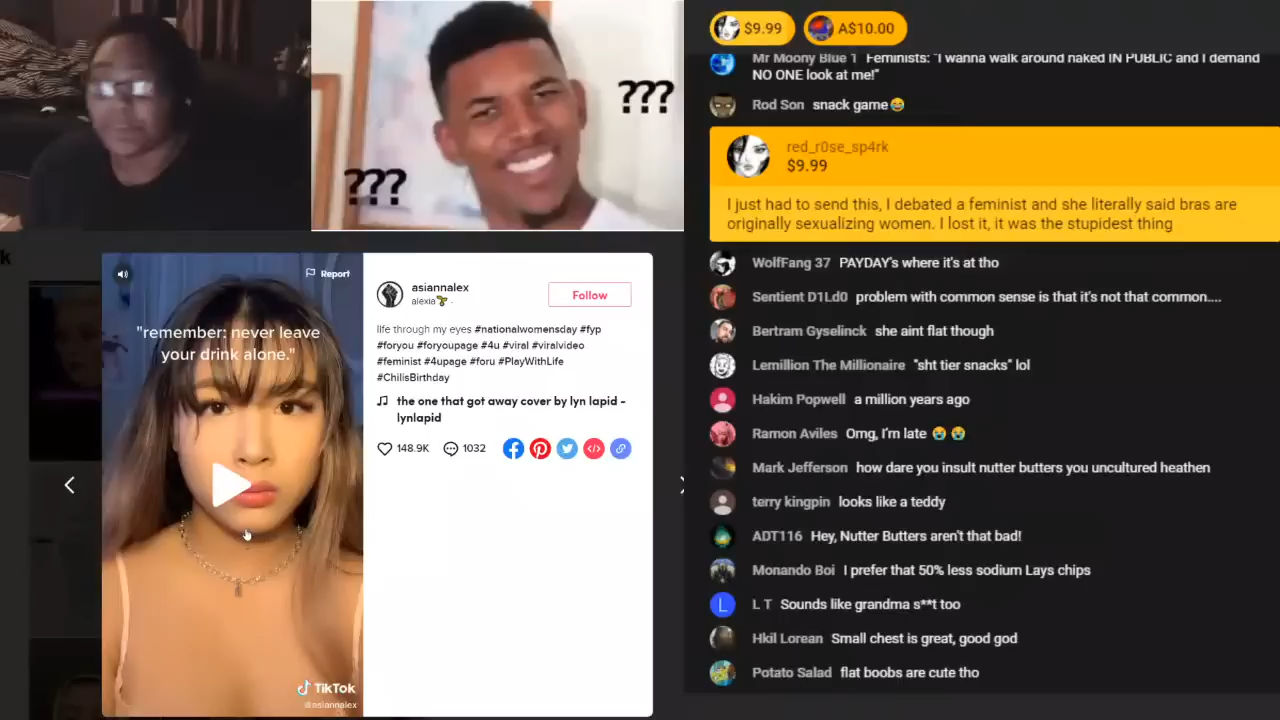 ???
???
k
Report
"remember: never leave
your drink alone."
TikTok
@asiannalex
asiannalex
alexia🌱 ·
Follow
life through my eyes #nationalwomensday #fyp
#foryou #foryoupage #4u #viral #viralvideo
#feminist #4upage #foru #PlayWithLife
#ChilisBirthday
the one that got away cover by lyn lapid -
lynlapid
148.9K 1032
$9.99 A$10.00
Mr Moony Blue 1 Feminists: "I wanna walk around naked IN PUBLIC and I demand
NO ONE look at me!"
Rod Son snack game😂
red_r0se_sp4rk
$9.99
I just had to send this, I debated a feminist and she literally said bras are
originally sexualizing women. I lost it, it was the stupidest thing
WolfFang 37 PAYDAY's where it's at tho
Sentient D1Ld0 problem with common sense is that it's not that common....
Bertram Gyselinck she aint flat though
Lemillion The Millionaire "sht tier snacks" lol
Hakim Popwell a million years ago
Ramon Aviles Omg, I'm late 😭 😭
Mark Jefferson how dare you insult nutter butters you uncultured heathen
terry kingpin looks like a teddy
ADT116 Hey, Nutter Butters aren't that bad!
Monando Boi I prefer that 50% less sodium Lays chips
L L T Sounds like grandma s**t too
Hkil Lorean Small chest is great, good god
Potato Salad flat boobs are cute tho